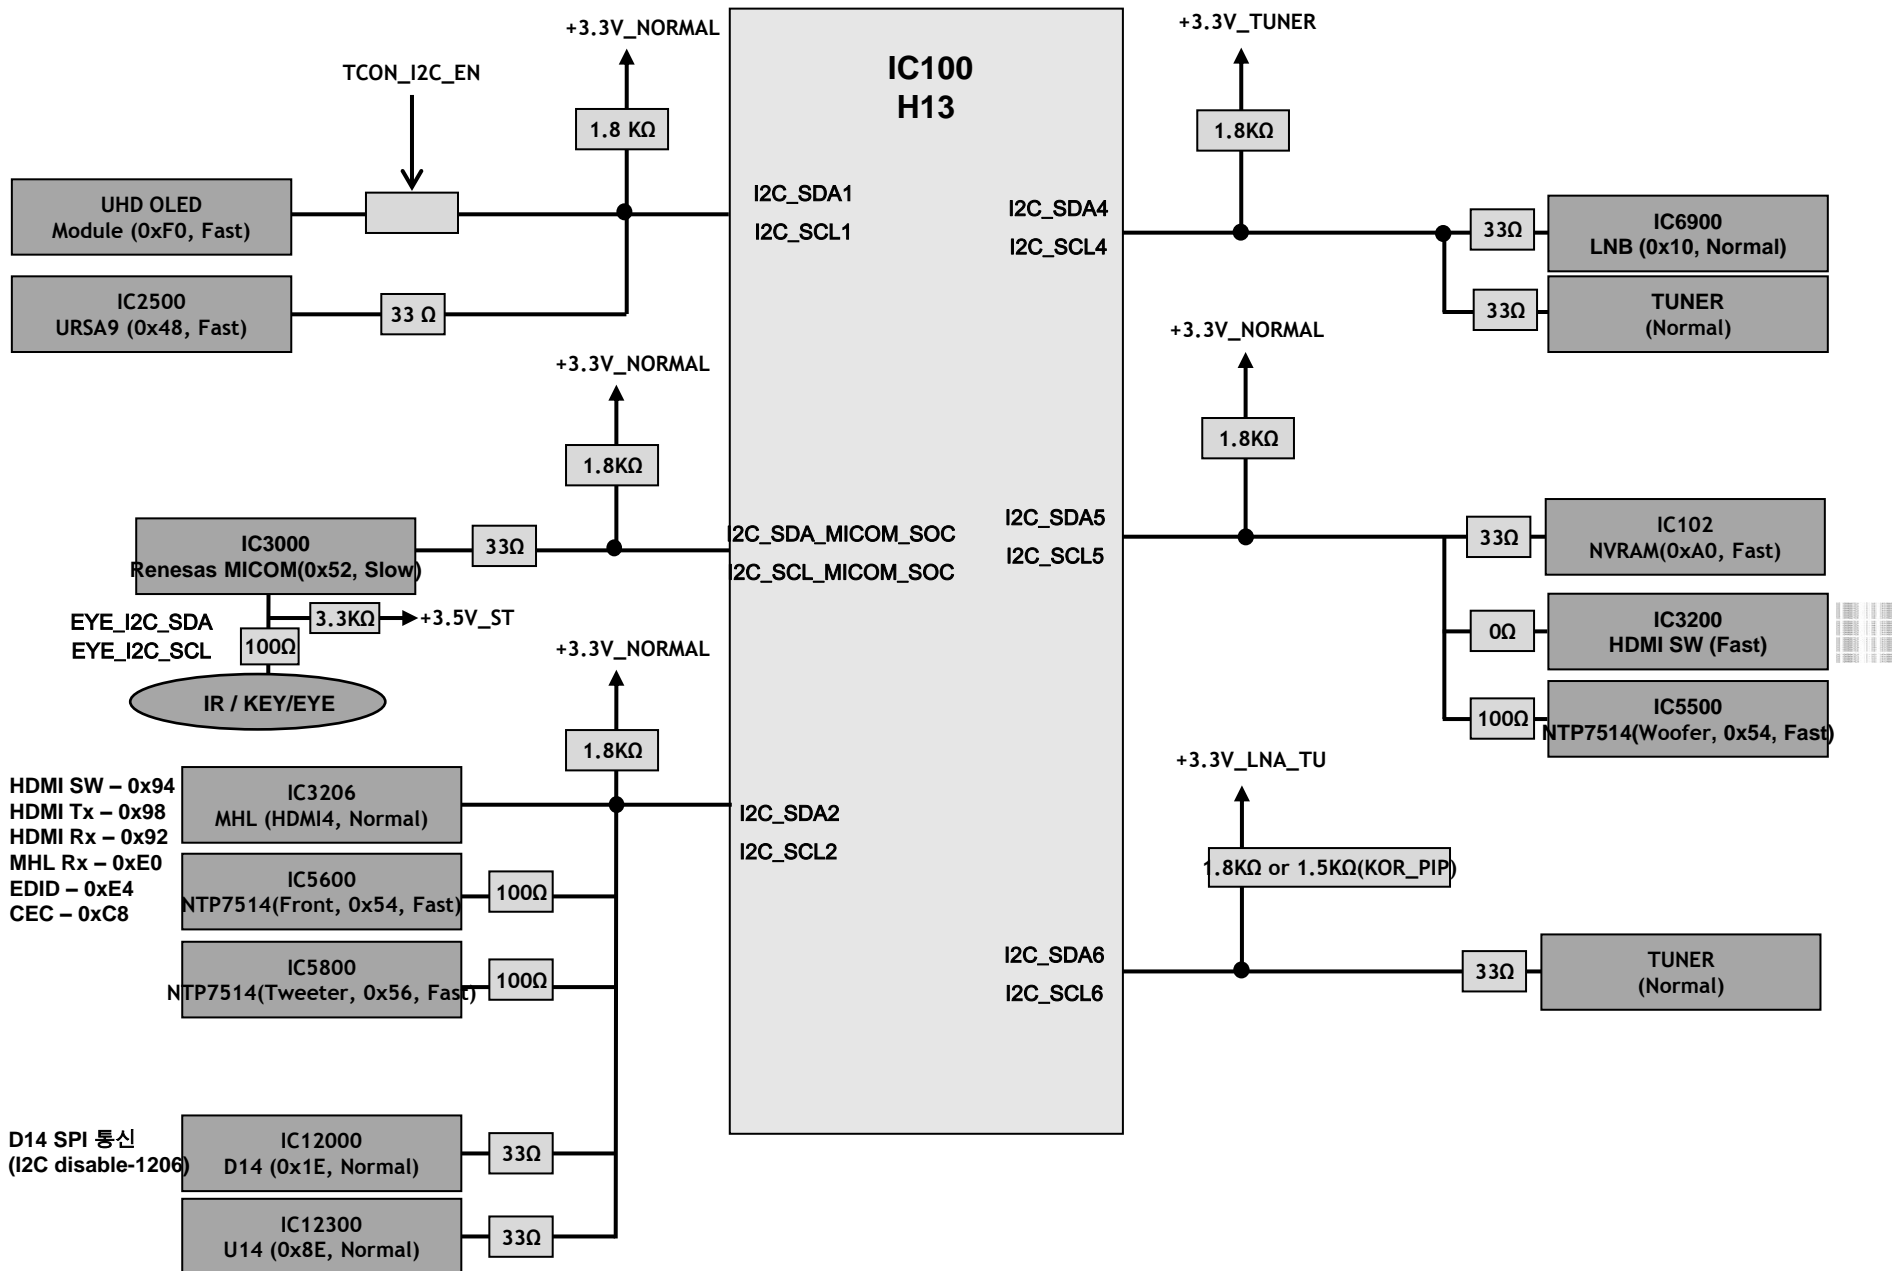 +3.3V_NORMAL
TCON_I2C_EN
1.8 KΩ
UHD OLED
Module (0xF0, Fast)
IC2500
URSA9 (0x48, Fast)
33 Ω
+3.3V_NORMAL
1.8KΩ
IC3000
Renesas MICOM(0x52, Slow)
33Ω
EYE_I2C_SDA
EYE_I2C_SCL
3.3KΩ
+3.5V_ST
100Ω
IR / KEY/EYE
+3.3V_NORMAL
1.8KΩ
HDMI SW – 0x94
HDMI Tx – 0x98
HDMI Rx – 0x92
MHL Rx – 0xE0
EDID – 0xE4
CEC – 0xC8
IC3206
MHL (HDMI4, Normal)
IC5600
NTP7514(Front, 0x54, Fast)
100Ω
IC5800
NTP7514(Tweeter, 0x56, Fast)
100Ω
D14 SPI 통신
(I2C disable-1206)
IC12000
D14 (0x1E, Normal)
33Ω
IC12300
U14 (0x8E, Normal)
33Ω
IC100
H13
I2C_SDA1
I2C_SCL1
I2C_SDA_MICOM_SOC
I2C_SCL_MICOM_SOC
I2C_SDA2
I2C_SCL2
I2C_SDA4
I2C_SCL4
I2C_SDA5
I2C_SCL5
I2C_SDA6
I2C_SCL6
+3.3V_TUNER
1.8KΩ
33Ω
IC6900
LNB (0x10, Normal)
33Ω
TUNER
(Normal)
+3.3V_NORMAL
1.8KΩ
33Ω
IC102
NVRAM(0xA0, Fast)
0Ω
IC3200
HDMI SW (Fast)
100Ω
IC5500
NTP7514(Woofer, 0x54, Fast)
+3.3V_LNA_TU
1.8KΩ or 1.5KΩ(KOR_PIP)
33Ω
TUNER
(Normal)